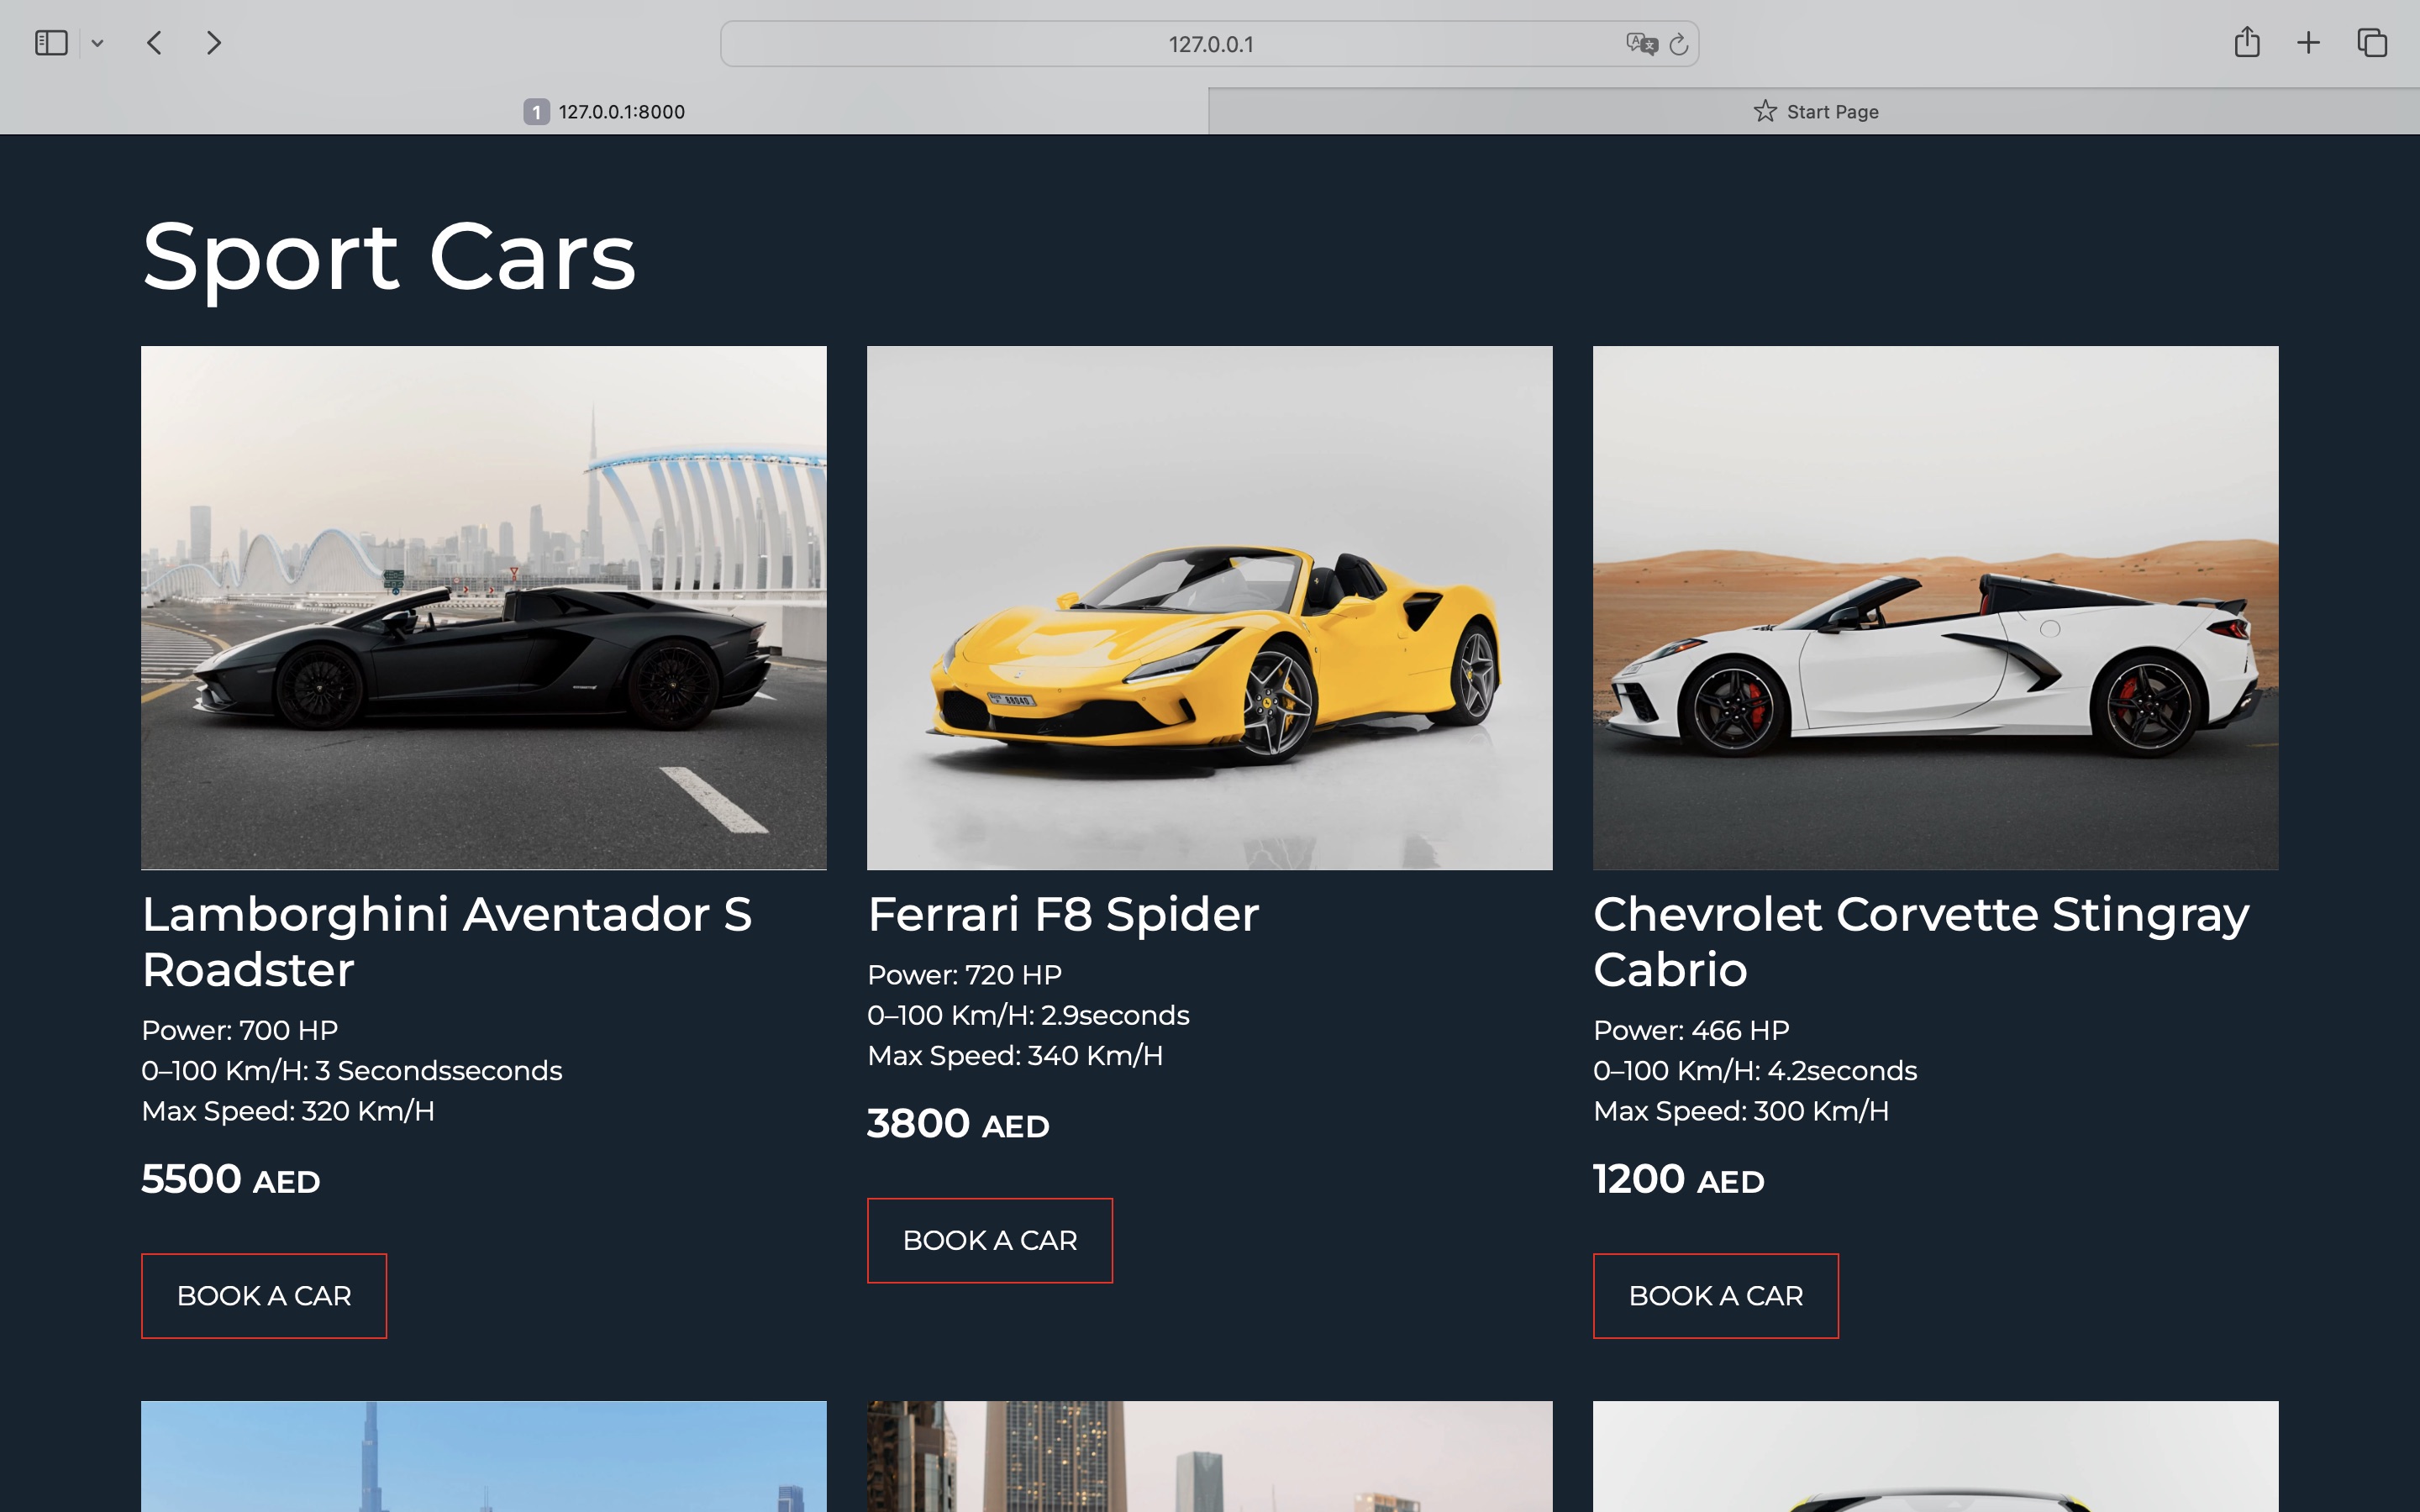 127.0.0.1
1 127.0.0.1:8000
Start Page
Sport Cars
Lamborghini Aventador S
Roadster
Power: 700 HP
0–100 Km/H: 3 Secondsseconds
Max Speed: 320 Km/H
5500 AED
BOOK A CAR
Ferrari F8 Spider
Power: 720 HP
0–100 Km/H: 2.9seconds
Max Speed: 340 Km/H
3800 AED
BOOK A CAR
Chevrolet Corvette Stingray
Cabrio
Power: 466 HP
0–100 Km/H: 4.2seconds
Max Speed: 300 Km/H
1200 AED
BOOK A CAR